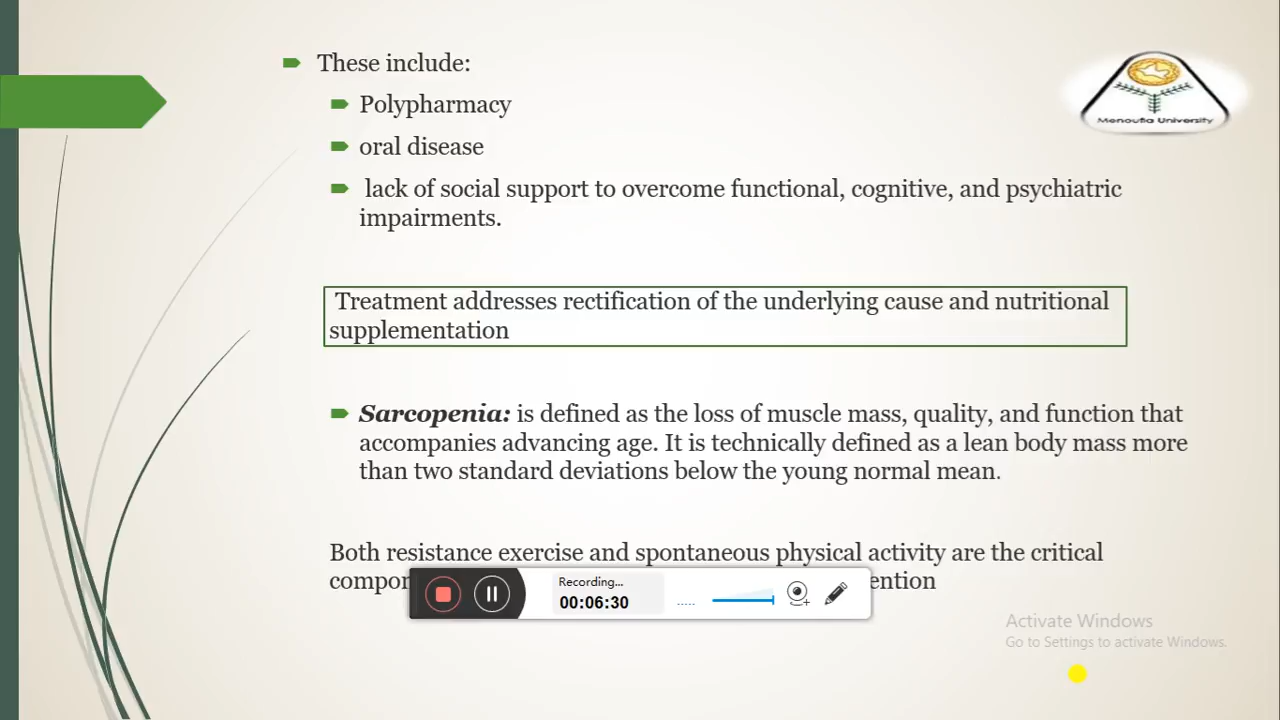 These include:
Polypharmacy
oral disease
lack of social support to overcome functional, cognitive, and psychiatric
impairments.
Menoufia University
Treatment addresses rectification of the underlying cause and nutritional
supplementation
Sarcopenia: is defined as the loss of muscle mass, quality, and function that
accompanies advancing age. It is technically defined as a lean body mass more
than two standard deviations below the young normal mean.
Both resistance exercise and spontaneous physical activity are the critical
Recording...
00:06:30
Activate Windows
Go to Settings to activate Windows.